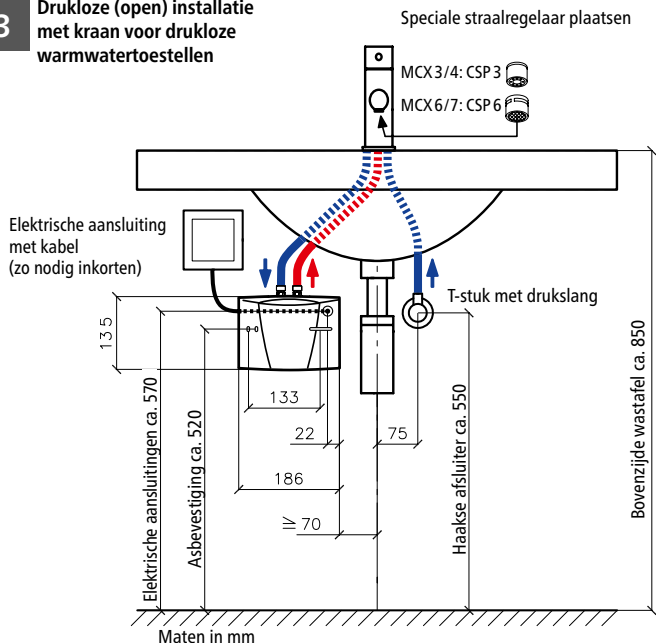 3
Drukloze (open) installatie
met kraan voor drukloze
warmwatertoestellen
Speciale straalregelaar plaatsen
MCX 3/4: CSP 3
MCX 6/7: CSP 6
Elektrische aansluiting
met kabel
(zo nodig inkorten)
T-stuk met drukslang
135
133
22
75
186
≧ 70
Elektrische aansluitingen ca. 570
Asbevestiging ca. 520
Haakse afsluiter ca. 550
Bovenzijde wastafel ca. 850
Maten in mm